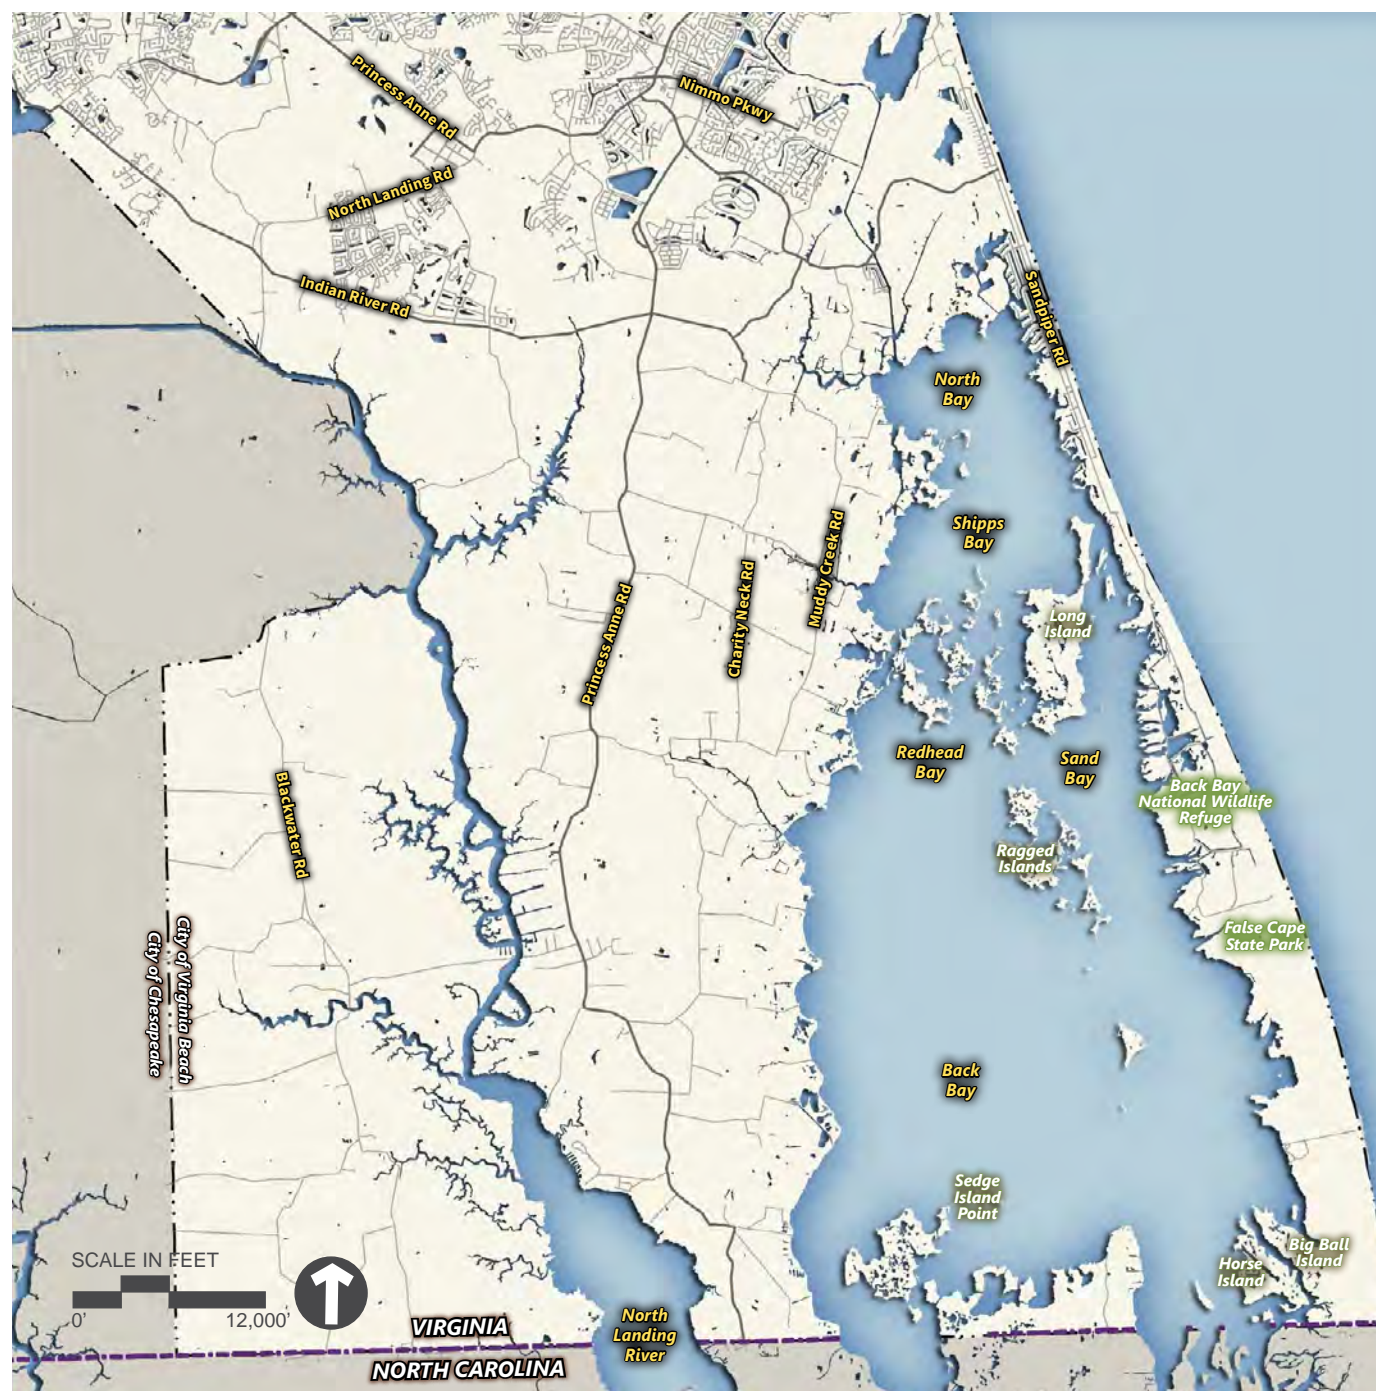 Princess Anne Rd
Nimmo Pkwy
North Landing Rd
Indian River Rd
Sandpiper Rd
North
Bay
Shipps
Bay
Muddy Creek Rd
Charity Neck Rd
Princess Anne Rd
Long
Island
Redhead
Bay
Sand
Bay
Blackwater Rd
Back Bay
National Wildlife
Refuge
Ragged
Islands
False Cape
State Park
City of Virginia Beach
City of Chesapeake
Back
Bay
Sedge
Island
Point
Big Ball
Island
Horse
Island
SCALE IN FEET
0' 12,000'
North
Landing
River
VIRGINIA
NORTH CAROLINA